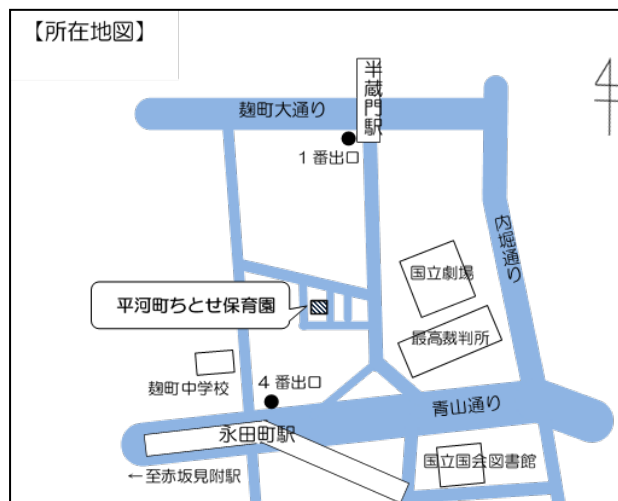 【所在地図】
半蔵門駅
麹町大通り
1番出口
内堀通り
国立劇場
平河町ちとせ保育園
最高裁判所
麹町中学校
4番出口
青山通り
永田町駅
国立国会図書館
←至赤坂見附駅